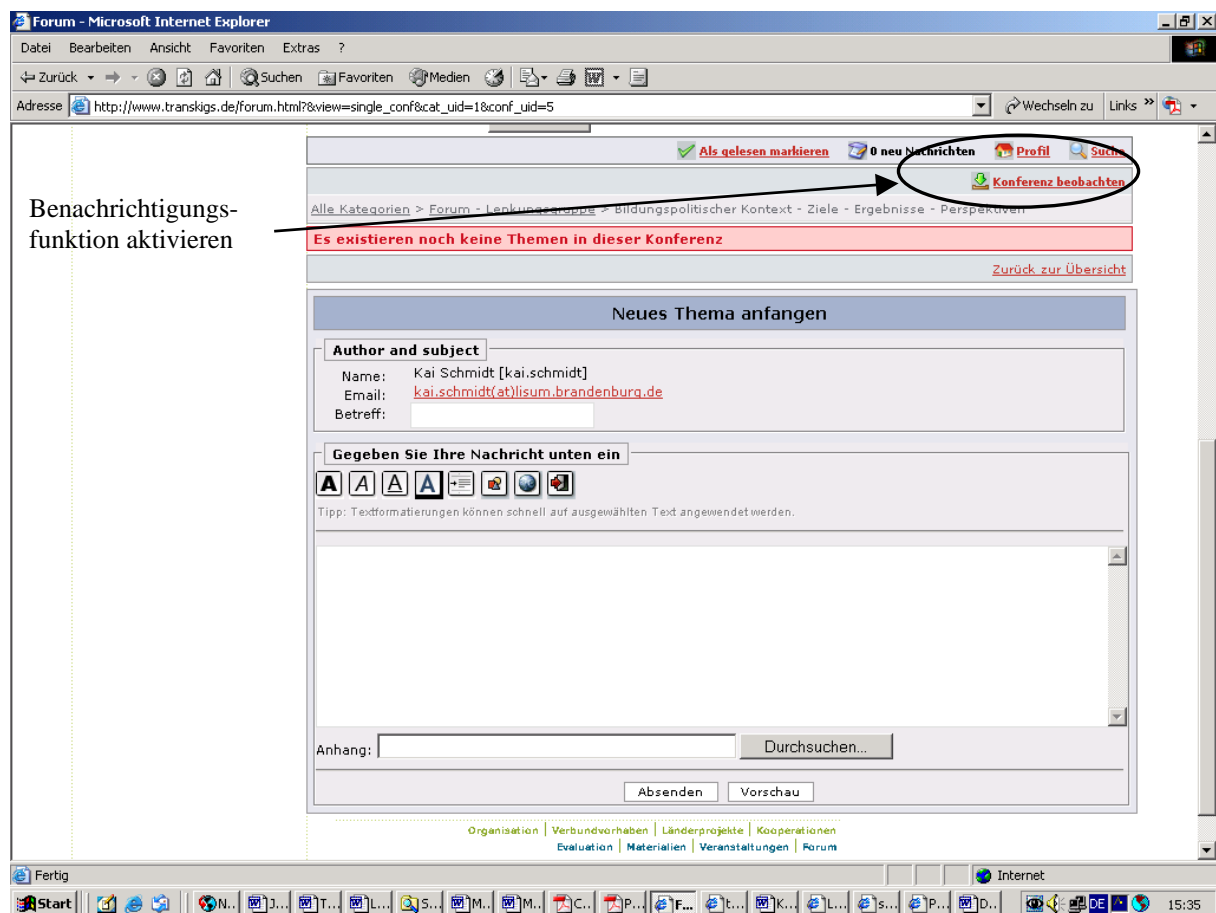 Forum - Microsoft Internet Explorer
Datei Bearbeiten Ansicht Favoriten Extras ?
Zurück Suchen Favoriten Medien
Adresse http://www.transkigs.de/forum.html?&view=single_conf&cat_uid=1&conf_uid=5 Wechseln zu Links »
Als gelesen markieren 0 neu Nachrichten Profil Suche
Konferenz beobachten
Benachrichtigungs-
funktion aktivieren
Alle Kategorien > Forum - Lenkungsgruppe > Bildungspolitischer Kontext - Ziele - Ergebnisse - Perspektiven
Es existieren noch keine Themen in dieser Konferenz
Zurück zur Übersicht
Neues Thema anfangen
Author and subject
Name: Kai Schmidt [kai.schmidt]
Email: kai.schmidt(at)lisum.brandenburg.de
Betreff:
Gegeben Sie Ihre Nachricht unten ein
A A A A
Tipp: Textformatierungen können schnell auf ausgewählten Text angewendet werden.
Anhang: Durchsuchen...
Absenden Vorschau
Organisation | Verbundvorhaben | Länderprojekte | Kooperationen
Evaluation | Materialien | Veranstaltungen | Forum
Fertig Internet
Start N.. J... T... L... S... M.. M.. C.. P... F... t... K... L... s... P... D.. DE 15:35